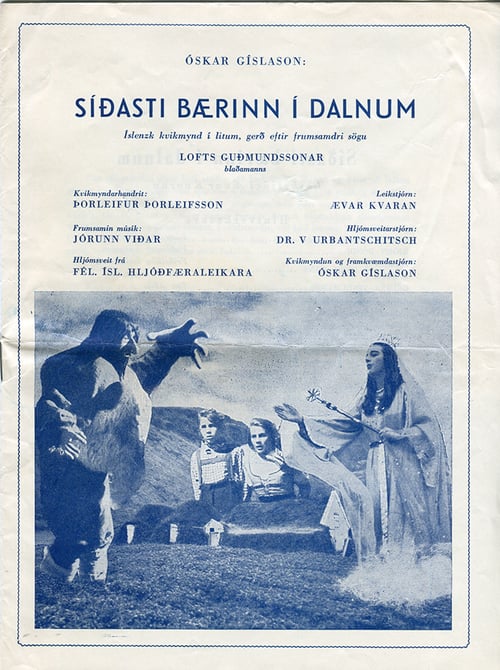 ÓSKAR GÍSLASON:
SÍÐASTI BÆRINN Í DALNUM
Íslenzk kvikmynd í litum, gerð eftir frumsamdri sögu
LOFTS GUÐMUNDSSONAR
blaðamanns
Kvikmyndarhandrit:
ÞORLEIFUR ÞORLEIFSSON
Leikstjórn:
ÆVAR KVARAN
Frumsamin músik:
JÓRUNN VIÐAR
Hljómsveitarstjórn:
DR. V URBANTSCHITSCH
Hljómsveit frá
FÉL. ÍSL. HLJÓÐFÆRALEIKARA
Kvikmyndun og framkvæmdastjórn:
ÓSKAR GÍSLASON